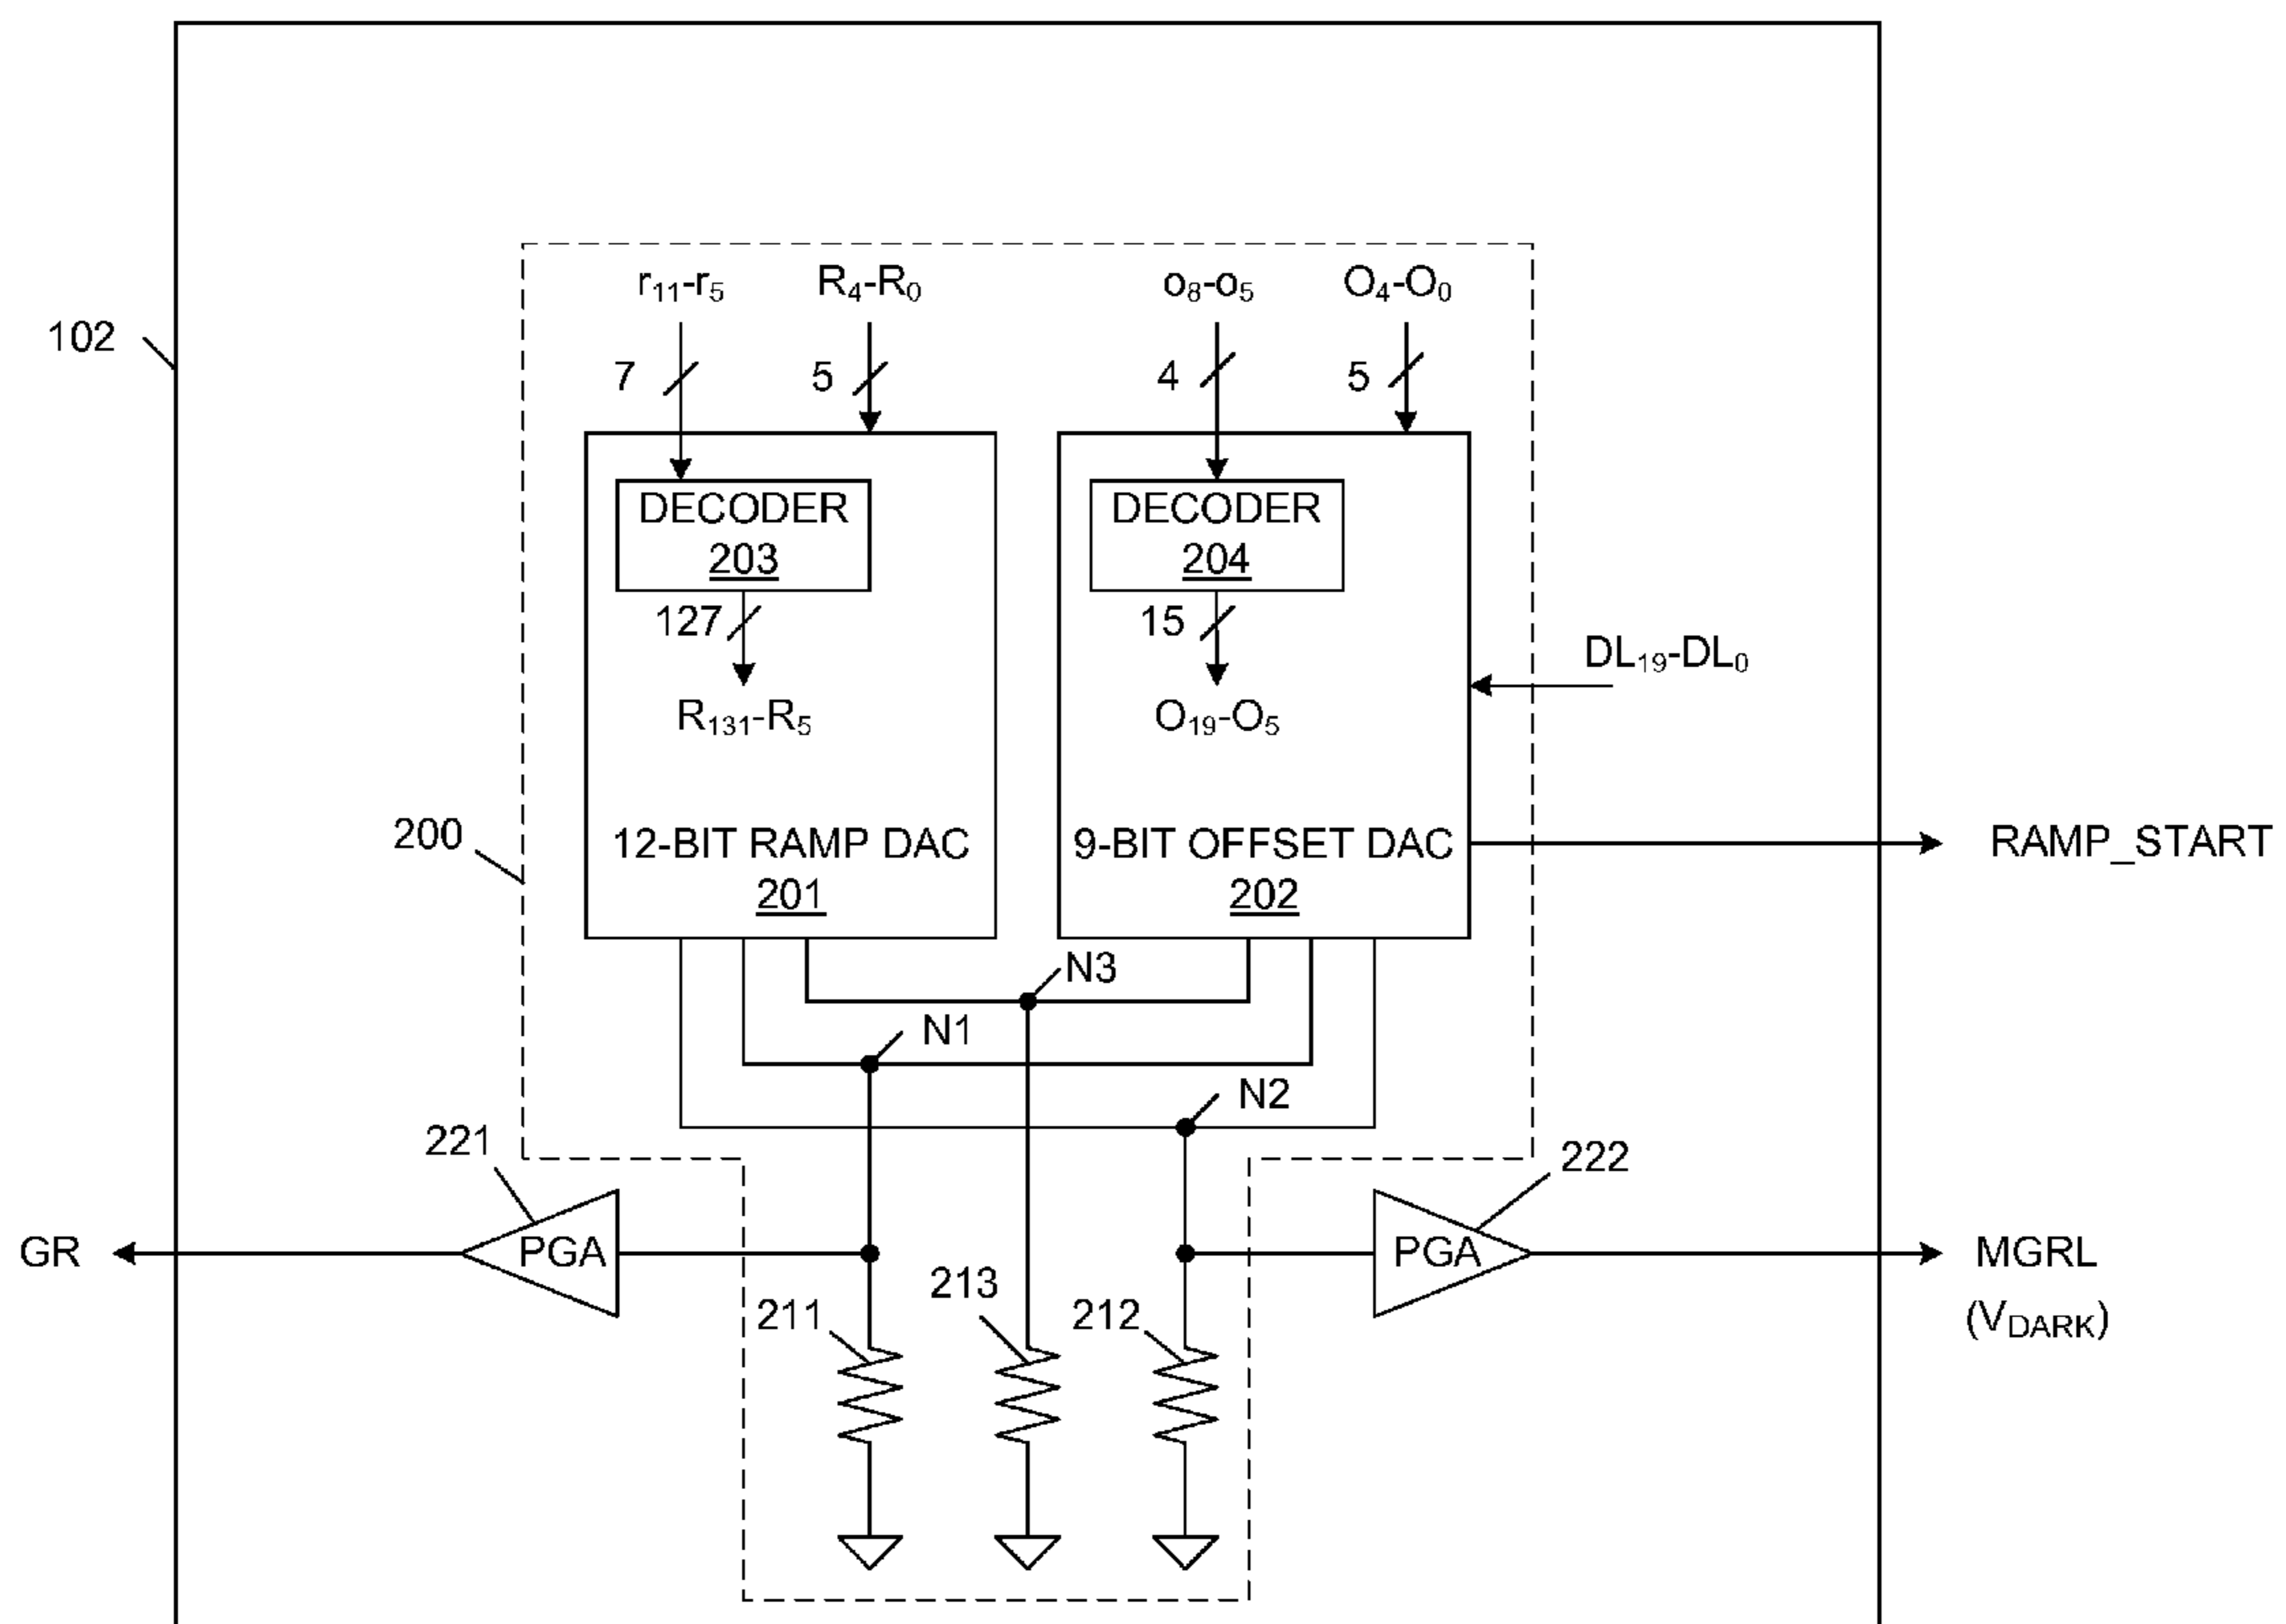 r₁₁-r₅ R₄-R₀ o₈-o₅ O₄-O₀
102
7 5 4 5
DECODER DECODER
203 204
127 15
DL₁₉-DL₀
R₁₃₁-R₅ O₁₉-O₅
200
12-BIT RAMP DAC 9-BIT OFFSET DAC RAMP_START
201 202
N3
N1
N2
221 222
GR PGA PGA MGRL
213
211 212 (V_DARK)